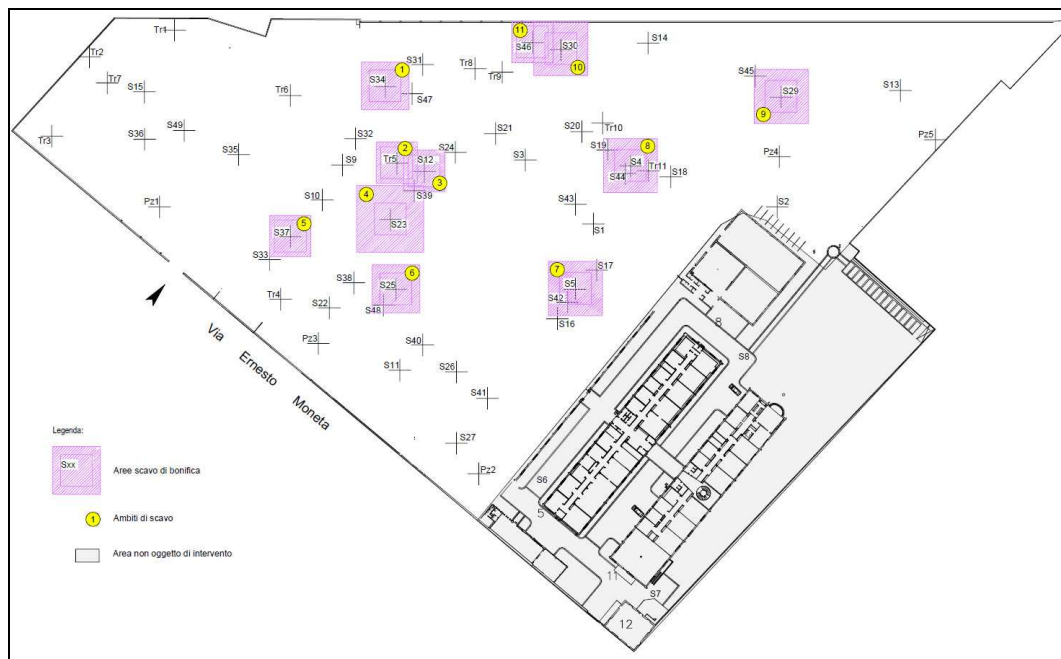 Tr1
11
S46
S30
S14
Tr2
S31
Tr8
1
10
Tr9
S45
Tr7
S34
S13
S15
Tr6
S47
S29
9
S49
S20
Tr10
Pz5
Tr3
S36
S32
S21
2
S24
S19
8
S35
S9
Tr5
S12
S3
S4
Pz4
Tr11
S44
S18
3
4
S39
S10
S43
Pz1
S2
5
S23
S1
S37
S33
6
7
S17
S38
S25
S5
Tr4
S42
S22
S48
S16
8
Via Ernesto Moneta
Pz3
S40
S8
S11
S26
S41
Legenda:
S27
Sxx
Aree scavo di bonifica
Pz2
S6
1
Ambiti di scavo
5
Area non oggetto di intervento
11
S7
12